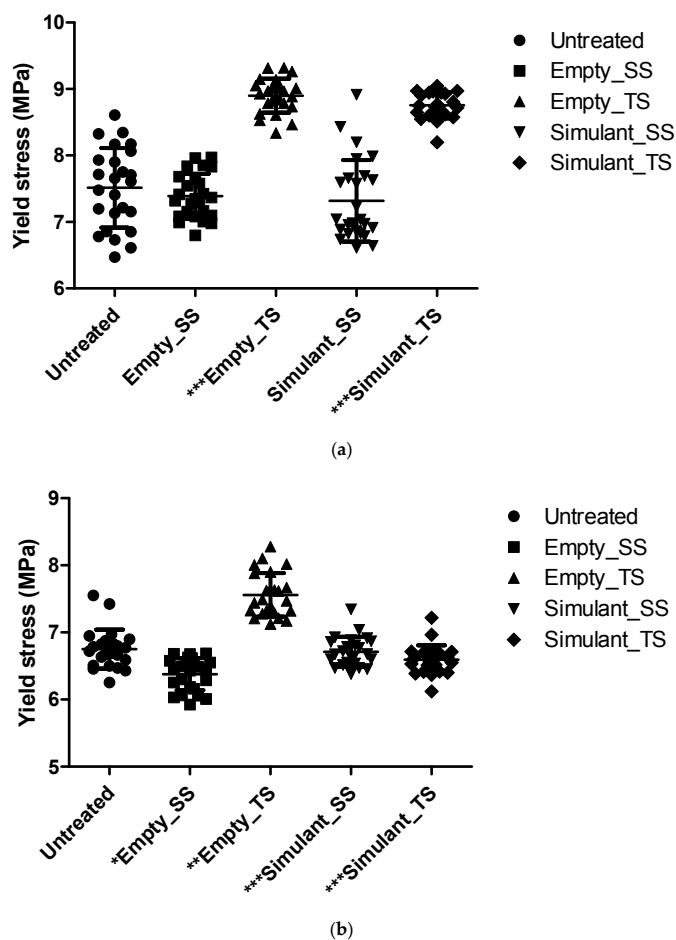 10
9
8
7
6
Yield stress (MPa)
Untreated
Empty_SS
***Empty_TS
Simulant_SS
***Simulant_TS
Untreated
Empty_SS
Empty_TS
Simulant_SS
Simulant_TS
(a)
9
8
7
6
5
Yield stress (MPa)
Untreated
*Empty_SS
**Empty_TS
***Simulant_SS
***Simulant_TS
Untreated
Empty_SS
Empty_TS
Simulant_SS
Simulant_TS
(b)